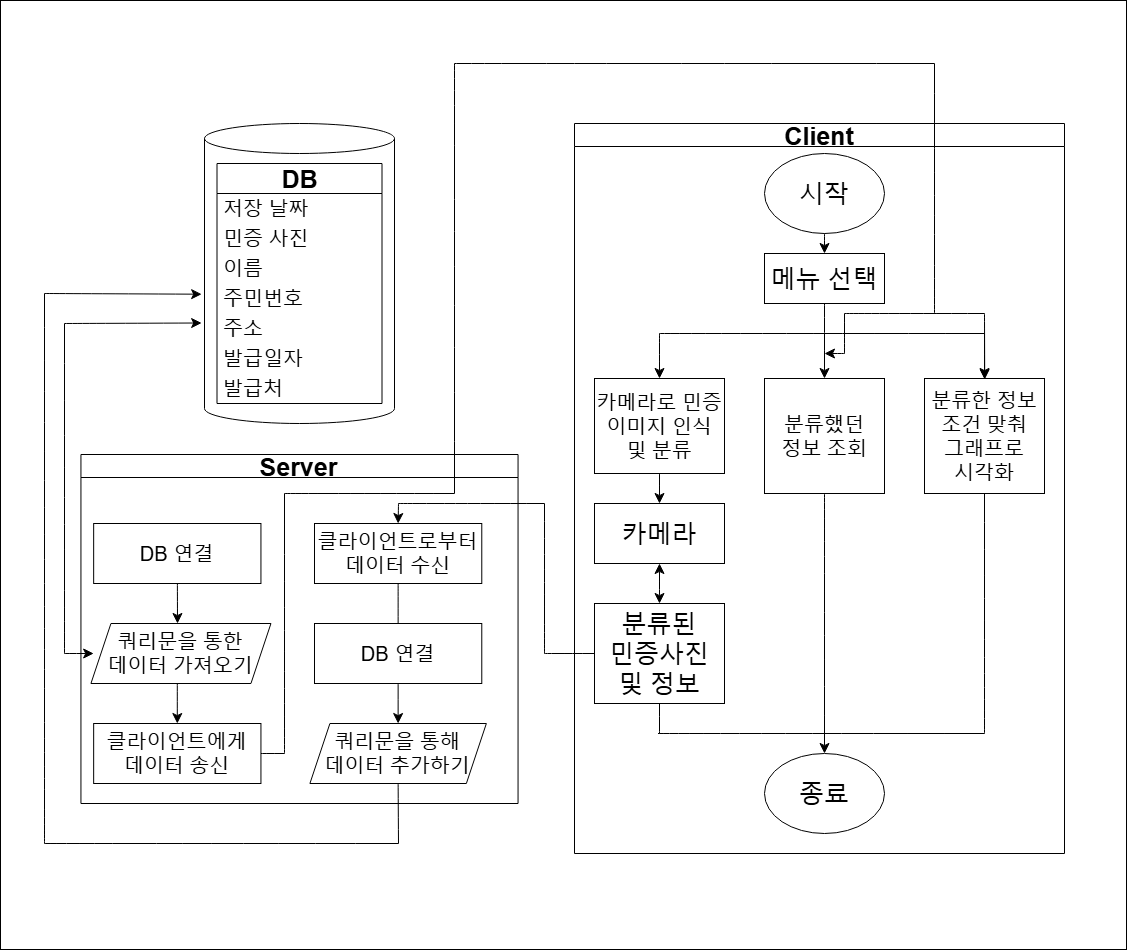 DB
저장 날짜
민증 사진
이름
주민번호
주소
발급일자
발급처
Server
DB 연결
쿼리문을 통한
데이터 가져오기
클라이언트에게
데이터 송신
클라이언트로부터
데이터 수신
DB 연결
쿼리문을 통해
데이터 추가하기
Client
시작
메뉴 선택
카메라로 민증
이미지 인식
및 분류
카메라
분류된
민증사진
및 정보
분류했던
정보 조회
분류한 정보
조건 맞춰
그래프로
시각화
종료